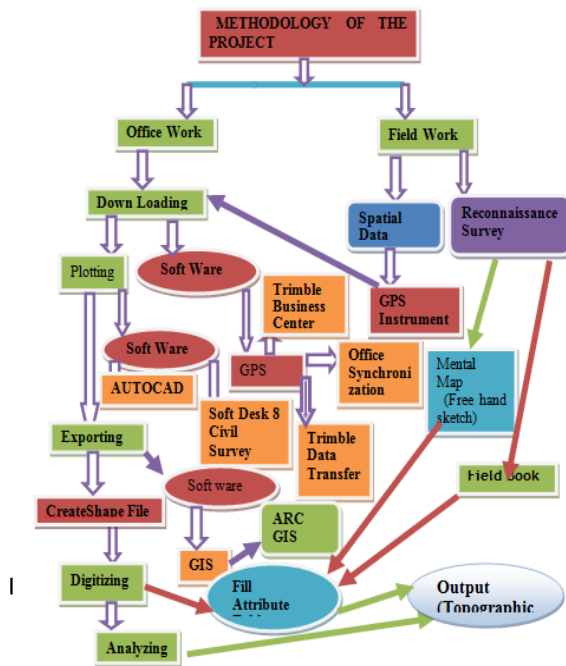 METHODOLOGY OF THE
PROJECT
Office Work
Field Work
Down Loading
Spatial
Data
Reconnaissance
Survey
Plotting
Soft Ware
Trimble
Business
Center
GPS
Instrument
Soft Ware
GPS
Office
Synchroni
zation
Mental
Map
(Free hand
sketch)
AUTOCAD
Soft Desk 8
Civil
Survey
Trimble
Data
Transfer
Exporting
Soft ware
Field Book
CreateShape File
ARC
GIS
GIS
Digitizing
Fill
Attribute
Output
(Topographic
Analyzing